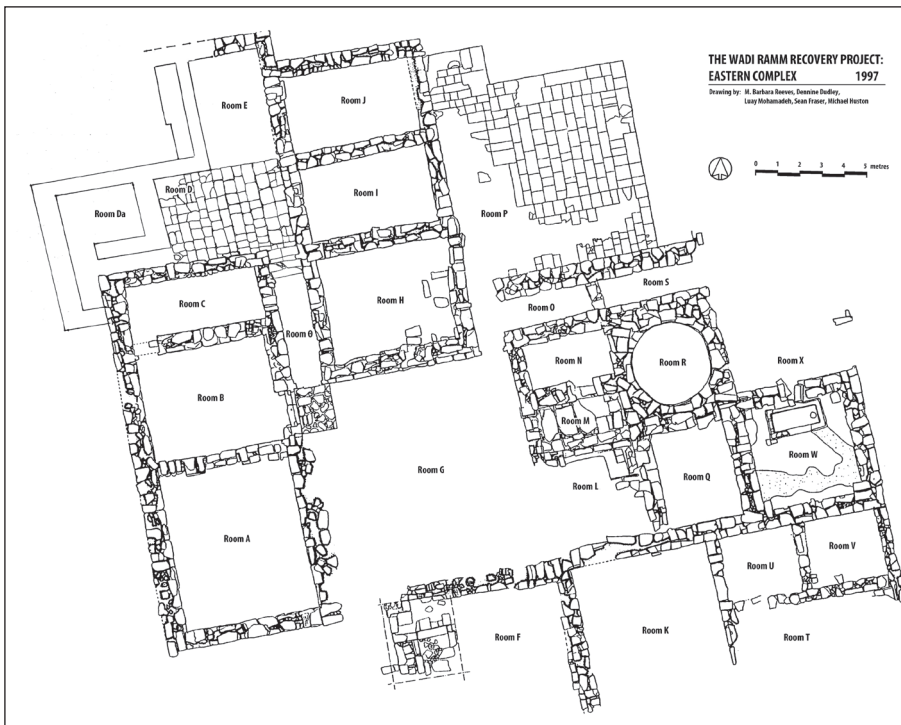 THE WADI RAMM RECOVERY PROJECT:
EASTERN COMPLEX 1997
Drawing by: M. Barbara Reeves, Dennine Dudley,
Luay Mohamadeh, Sean Fraser, Michael Huston
0 1 2 3 4 5 metres
Room E
Room J
Room D
Room I
Room Da
Room P
Room C
Room Θ
Room H
Room S
Room O
Room N
Room R
Room X
Room B
Room M
Room W
Room G
Room L
Room Q
Room A
Room U
Room V
Room F
Room K
Room T